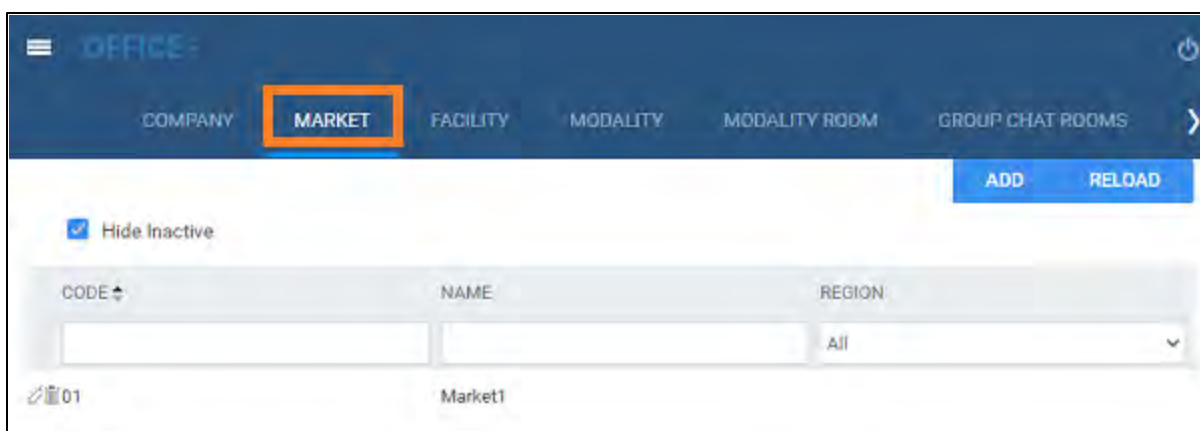 OFFICE
COMPANY MARKET FACILITY MODALITY MODALITY ROOM GROUP CHAT ROOMS
ADD RELOAD
Hide Inactive
CODE NAME REGION
All
01 Market1